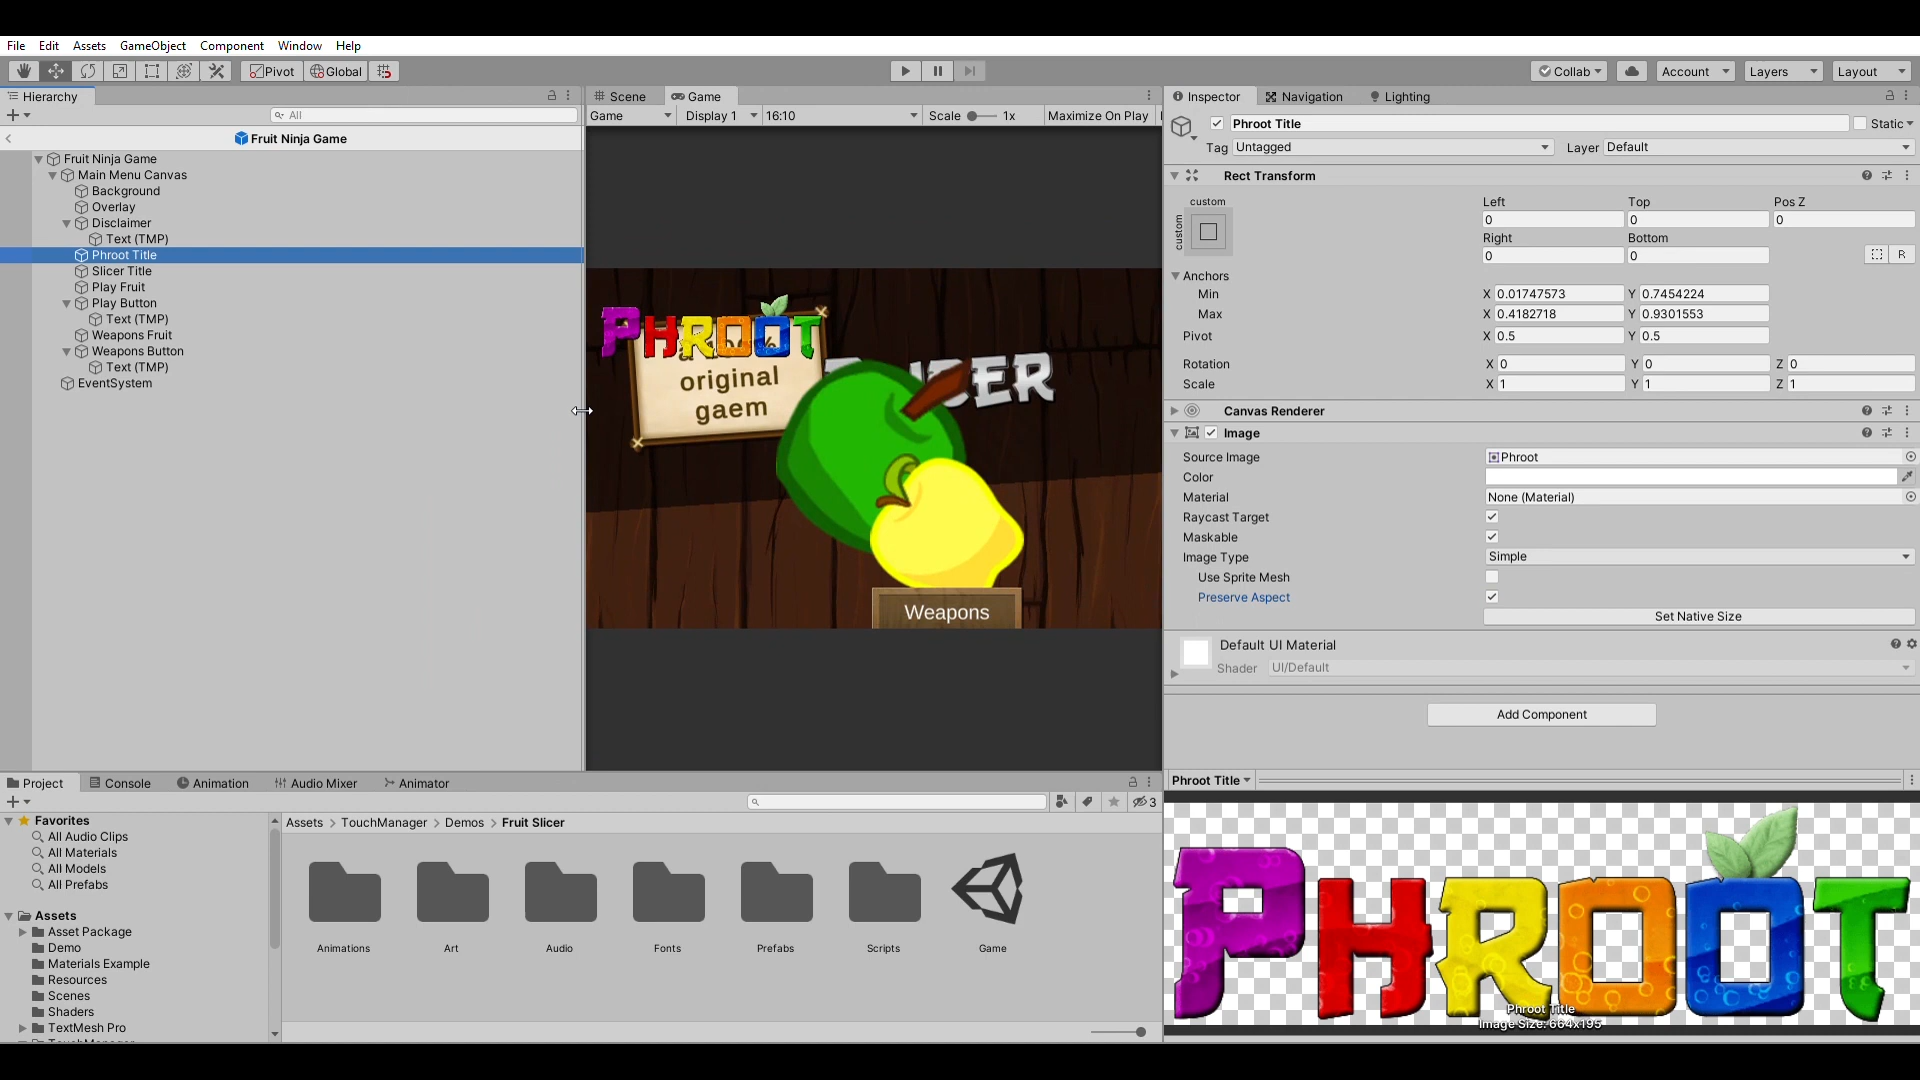 File Edit Assets GameObject Component Window Help
Pivot Global Collab Account Layers Layout
Hierarchy
All
Fruit Ninja Game
Fruit Ninja Game
Main Menu Canvas
Background
Overlay
Disclaimer
Text (TMP)
Phroot Title
Slicer Title
Play Fruit
Play Button
Text (TMP)
Weapons Fruit
Weapons Button
Text (TMP)
EventSystem
Scene Game
Game Display 1 16:10 Scale 1x Maximize On Play
PHROOT
original
gaem
Weapons
Inspector Navigation Lighting
Phroot Title Static
Tag Untagged Layer Default
Rect Transform
custom
custom
Left Top Pos Z
0 0 0
Right Bottom
0 0 R
Anchors
Min X 0.01747573 Y 0.7454224
Max X 0.4182718 Y 0.9301553
Pivot X 0.5 Y 0.5
Rotation X 0 Y 0 Z 0
Scale X 1 Y 1 Z 1
Canvas Renderer
Image
Source Image Phroot
Color
Material None (Material)
Raycast Target
Maskable
Image Type Simple
Use Sprite Mesh
Preserve Aspect
Set Native Size
Default UI Material
Shader UI/Default
Add Component
Project Console Animation Audio Mixer Animator
3
Favorites
All Audio Clips
All Materials
All Models
All Prefabs
Assets
Asset Package
Demo
Materials Example
Resources
Scenes
Shaders
TextMesh Pro
Assets > TouchManager > Demos > Fruit Slicer
Animations Art Audio Fonts Prefabs Scripts Game
Phroot Title
PHROOT
Phroot Title
Image Size: 664x195